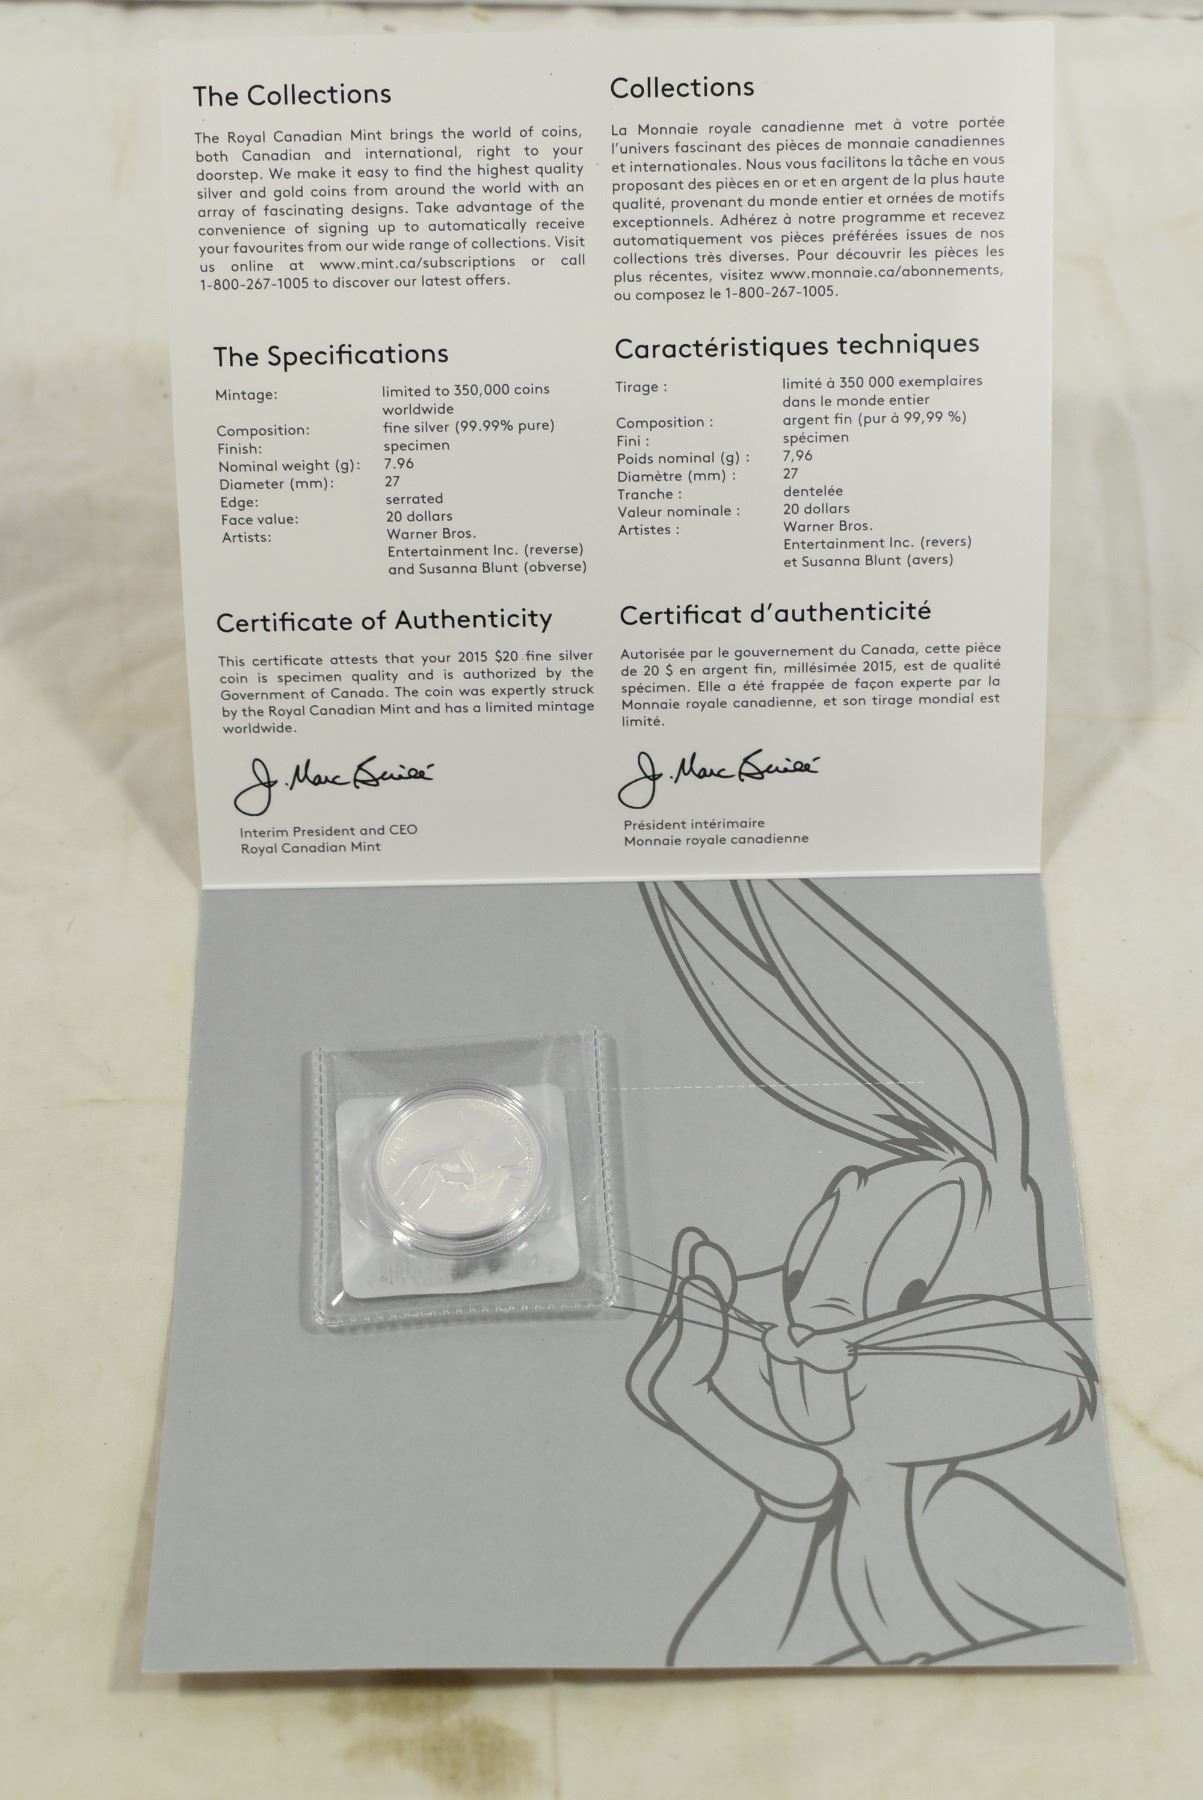 The Collections
The Royal Canadian Mint brings the world of coins,
both Canadian and international, right to your
doorstep. We make it easy to find the highest quality
silver and gold coins from around the world with an
array of fascinating designs. Take advantage of the
convenience of signing up to automatically receive
your favourites from our wide range of collections. Visit
us online at www.mint.ca/subscriptions or call
1-800-267-1005 to discover our latest offers.
The Specifications
Mintage: limited to 350,000 coins
worldwide
Composition: fine silver (99.99% pure)
Finish: specimen
Nominal weight (g): 7.96
Diameter (mm): 27
Edge: serrated
Face value: 20 dollars
Artists: Warner Bros.
Entertainment Inc. (reverse)
and Susanna Blunt (obverse)
Certificate of Authenticity
This certificate attests that your 2015 $20 fine silver
coin is specimen quality and is authorized by the
Government of Canada. The coin was expertly struck
by the Royal Canadian Mint and has a limited mintage
worldwide.
Interim President and CEO
Royal Canadian Mint
Collections
La Monnaie royale canadienne met à votre portée
l'univers fascinant des pièces de monnaie canadiennes
et internationales. Nous vous facilitons la tâche en vous
proposant des pièces en or et en argent de la plus haute
qualité, provenant du monde entier et ornées de motifs
exceptionnels. Adhérez à notre programme et recevez
automatiquement vos pièces préférées issues de nos
collections très diverses. Pour découvrir les pièces les
plus récentes, visitez www.monnaie.ca/abonnements,
ou composez le 1-800-267-1005.
Caractéristiques techniques
Tirage : limité à 350 000 exemplaires
dans le monde entier
Composition : argent fin (pur à 99,99 %)
Fini : spécimen
Poids nominal (g) : 7,96
Diamètre (mm) : 27
Tranche : dentelée
Valeur nominale : 20 dollars
Artistes : Warner Bros.
Entertainment Inc. (revers)
et Susanna Blunt (avers)
Certificat d'authenticité
Autorisée par le gouvernement du Canada, cette pièce
de 20 $ en argent fin, millésimée 2015, est de qualité
spécimen. Elle a été frappée de façon experte par la
Monnaie royale canadienne, et son tirage mondial est
limité.
Président intérimaire
Monnaie royale canadienne